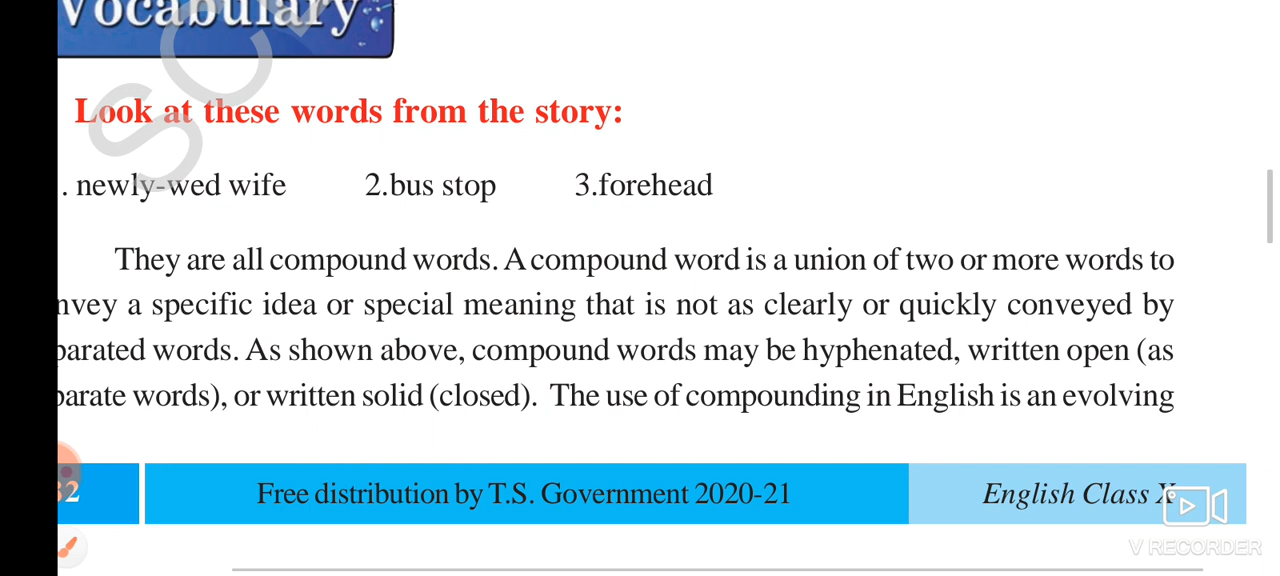 Vocabulary
Look at these words from the story:
. newly-wed wife 2.bus stop 3.forehead
They are all compound words. A compound word is a union of two or more words to
nvey a specific idea or special meaning that is not as clearly or quickly conveyed by
parated words. As shown above, compound words may be hyphenated, written open (as
parate words), or written solid (closed). The use of compounding in English is an evolving
32 Free distribution by T.S. Government 2020-21 English Class X
V RECORDER